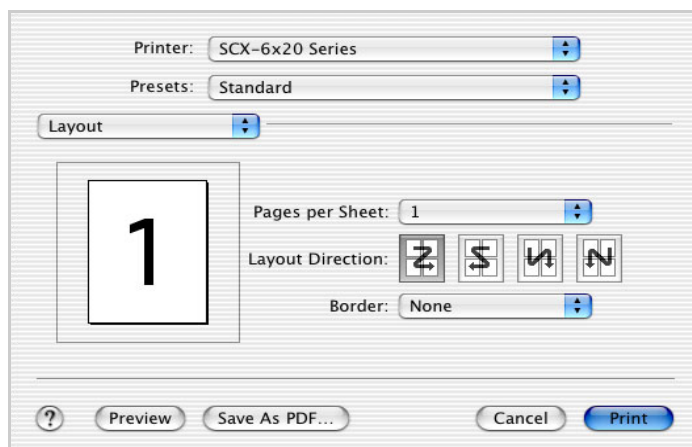 Printer: SCX-6x20 Series
Presets: Standard
Layout
1
Pages per Sheet: 1
Layout Direction:
Border: None
? Preview Save As PDF... Cancel Print